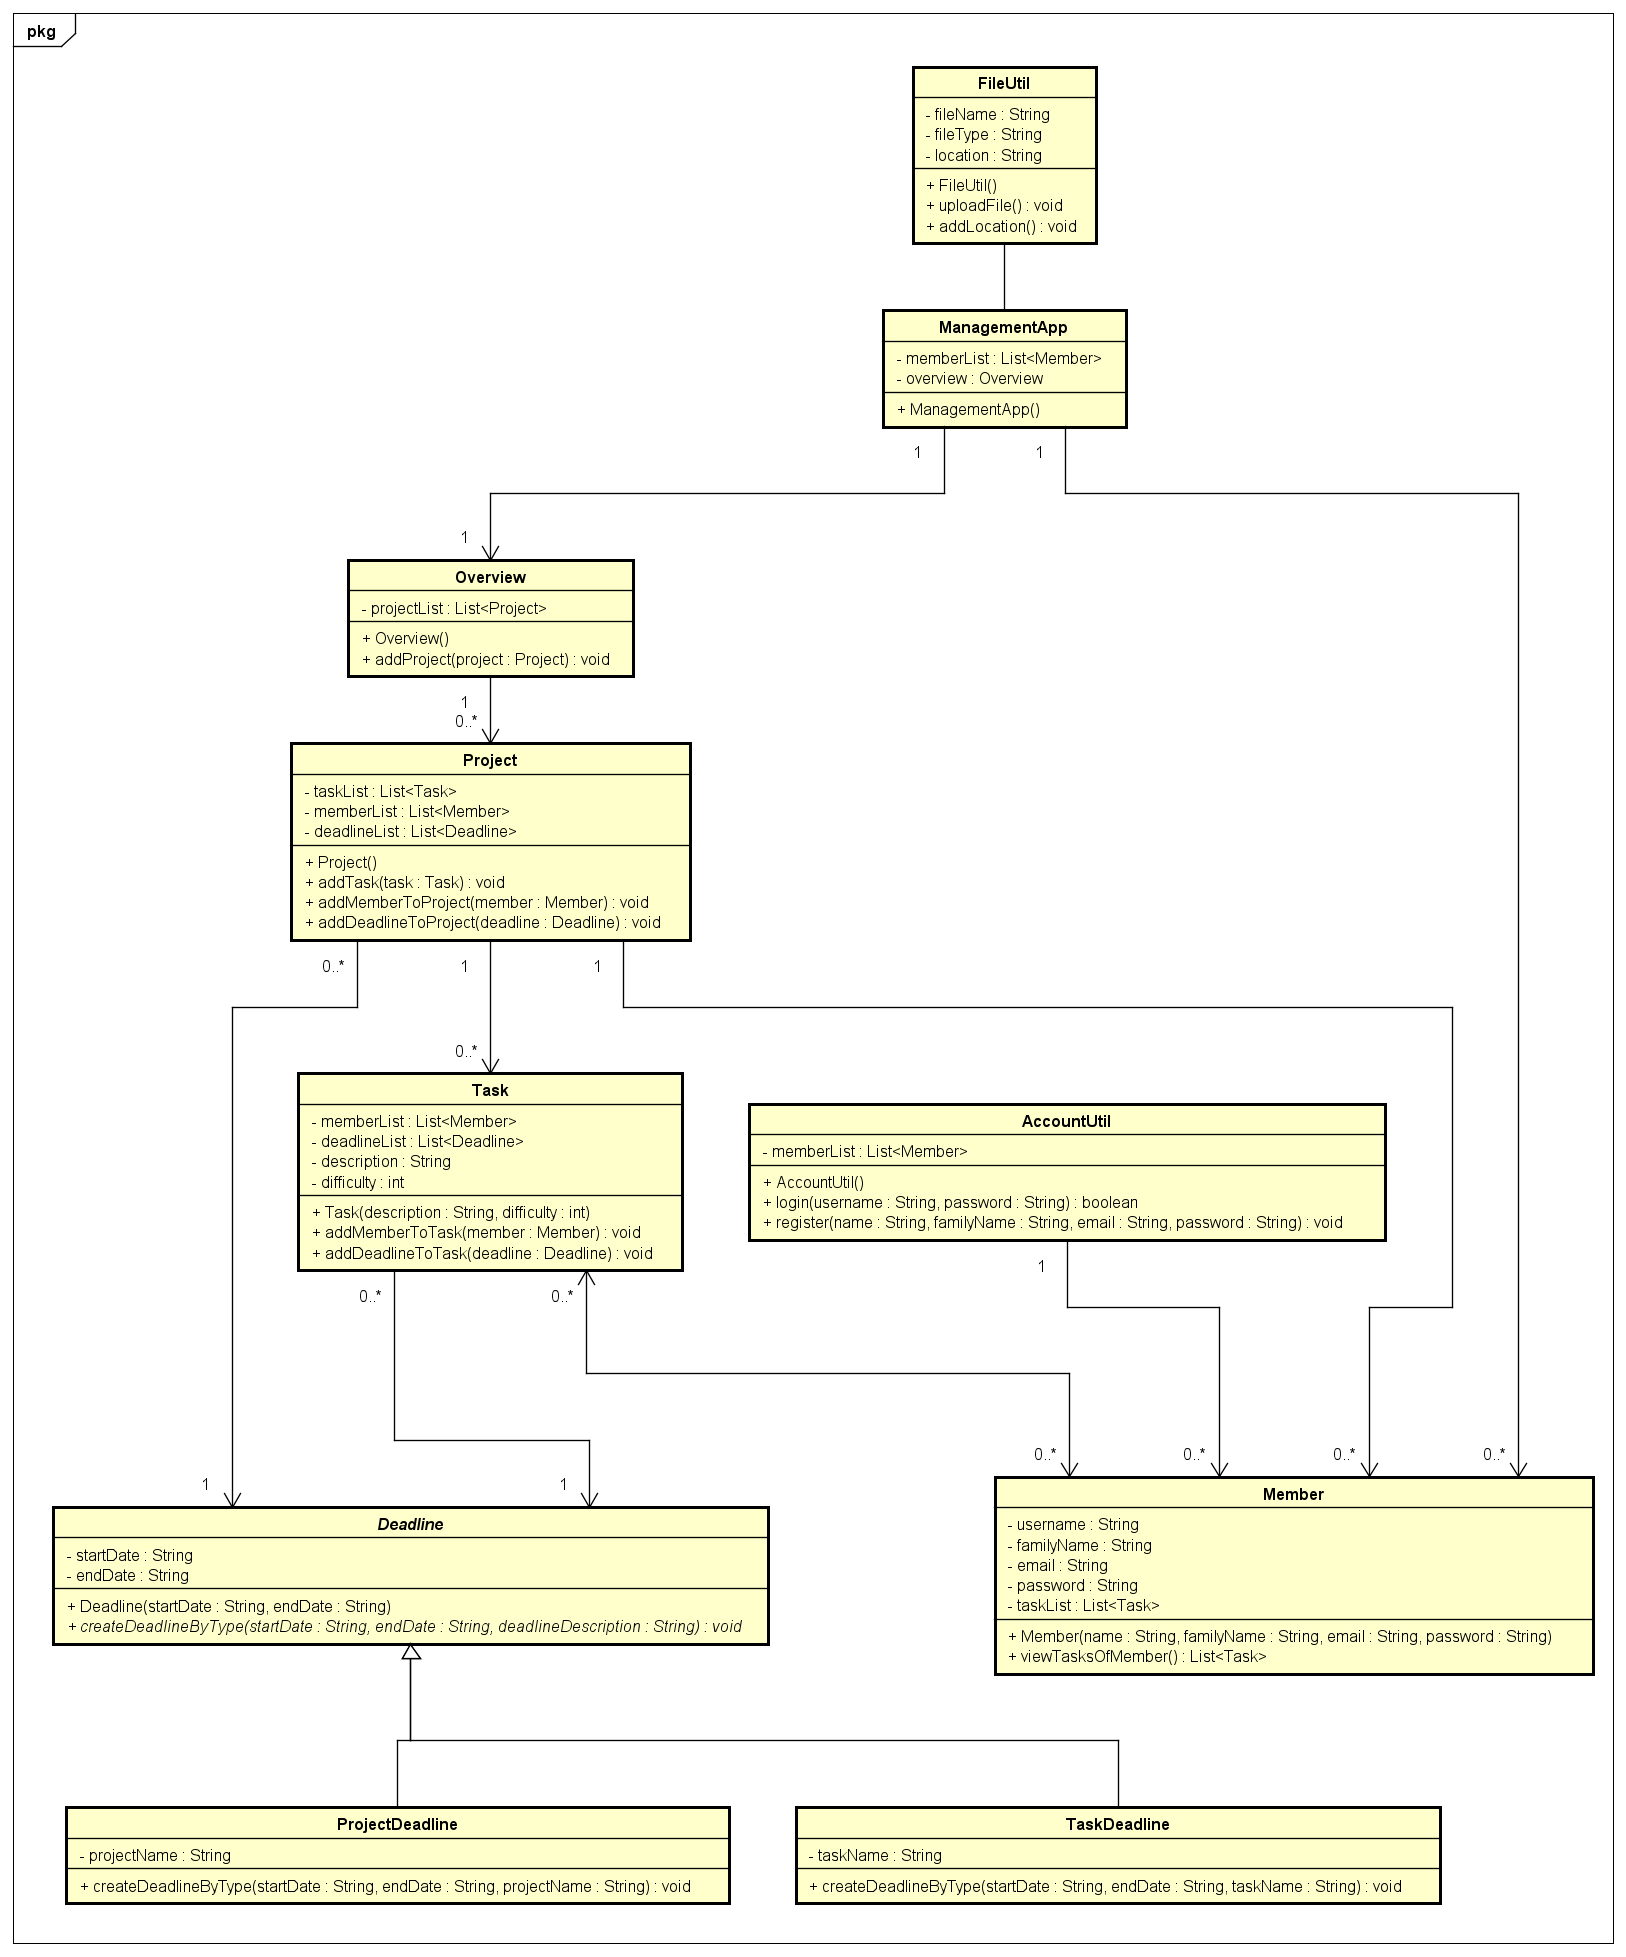 pkg
FileUtil
- fileName : String
- fileType : String
- location : String
+ FileUtil()
+ uploadFile() : void
+ addLocation() : void
ManagementApp
- memberList : List<Member>
- overview : Overview
+ ManagementApp()
1
1
1
Overview
- projectList : List<Project>
+ Overview()
+ addProject(project : Project) : void
1
0..*
Project
- taskList : List<Task>
- memberList : List<Member>
- deadlineList : List<Deadline>
+ Project()
+ addTask(task : Task) : void
+ addMemberToProject(member : Member) : void
+ addDeadlineToProject(deadline : Deadline) : void
0..*
1
1
0..*
Task
- memberList : List<Member>
- deadlineList : List<Deadline>
- description : String
- difficulty : int
+ Task(description : String, difficulty : int)
+ addMemberToTask(member : Member) : void
+ addDeadlineToTask(deadline : Deadline) : void
AccountUtil
- memberList : List<Member>
+ AccountUtil()
+ login(username : String, password : String) : boolean
+ register(name : String, familyName : String, email : String, password : String) : void
0..*
0..*
1
0..*
0..*
0..*
0..*
1
1
Deadline
- startDate : String
- endDate : String
+ Deadline(startDate : String, endDate : String)
+ createDeadlineByType(startDate : String, endDate : String, deadlineDescription : String) : void
Member
- username : String
- familyName : String
- email : String
- password : String
- taskList : List<Task>
+ Member(name : String, familyName : String, email : String, password : String)
+ viewTasksOfMember() : List<Task>
ProjectDeadline
- projectName : String
+ createDeadlineByType(startDate : String, endDate : String, projectName : String) : void
TaskDeadline
- taskName : String
+ createDeadlineByType(startDate : String, endDate : String, taskName : String) : void